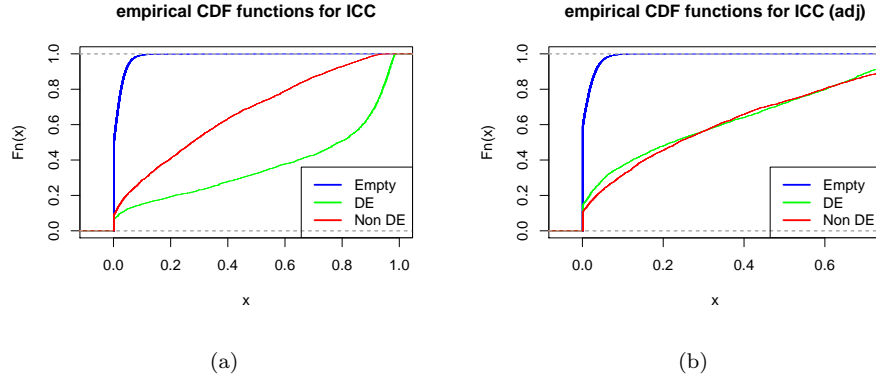 empirical CDF functions for ICC
Fn(x)
0.0 0.2 0.4 0.6 0.8 1.0
0.0 0.2 0.4 0.6 0.8 1.0
x
Empty
DE
Non DE
(a)
empirical CDF functions for ICC (adj)
Fn(x)
0.0 0.2 0.4 0.6 0.8 1.0
0.0 0.2 0.4 0.6
x
Empty
DE
Non DE
(b)